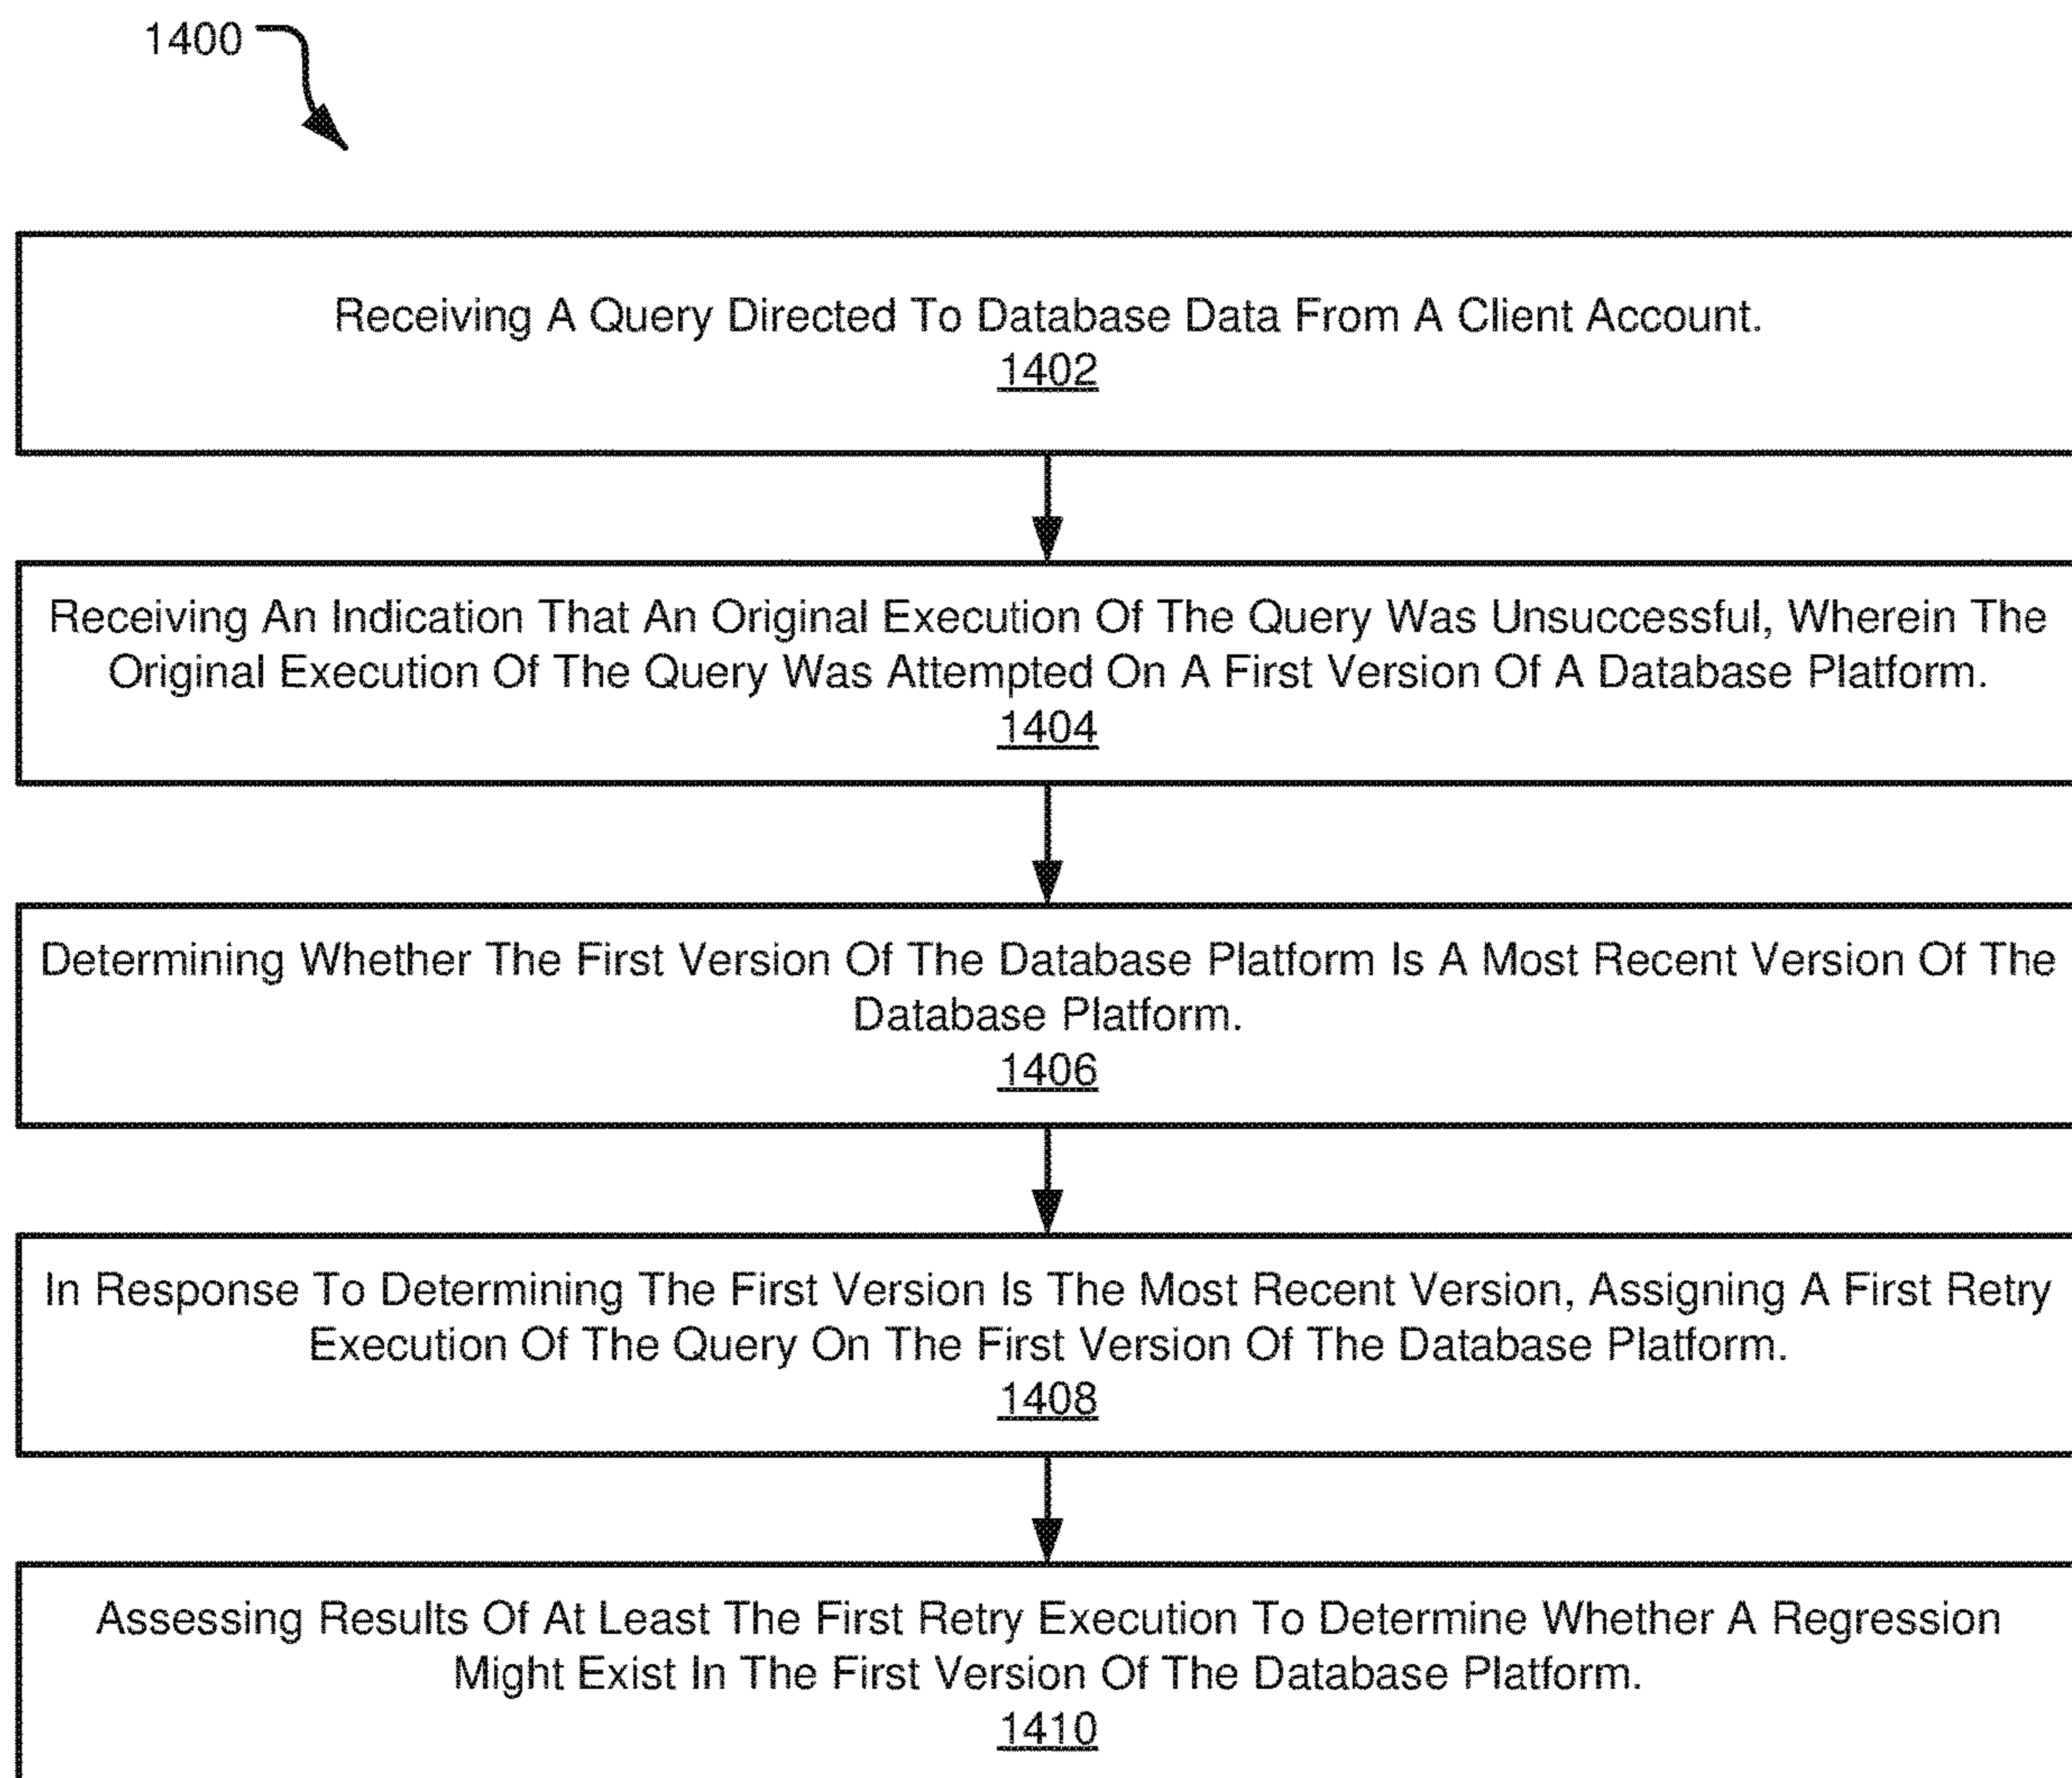 1400
Receiving A Query Directed To Database Data From A Client Account.
1402
Receiving An Indication That An Original Execution Of The Query Was Unsuccessful, Wherein The
Original Execution Of The Query Was Attempted On A First Version Of A Database Platform.
1404
Determining Whether The First Version Of The Database Platform Is A Most Recent Version Of The
Database Platform.
1406
In Response To Determining The First Version Is The Most Recent Version, Assigning A First Retry
Execution Of The Query On The First Version Of The Database Platform.
1408
Assessing Results Of At Least The First Retry Execution To Determine Whether A Regression
Might Exist In The First Version Of The Database Platform.
1410